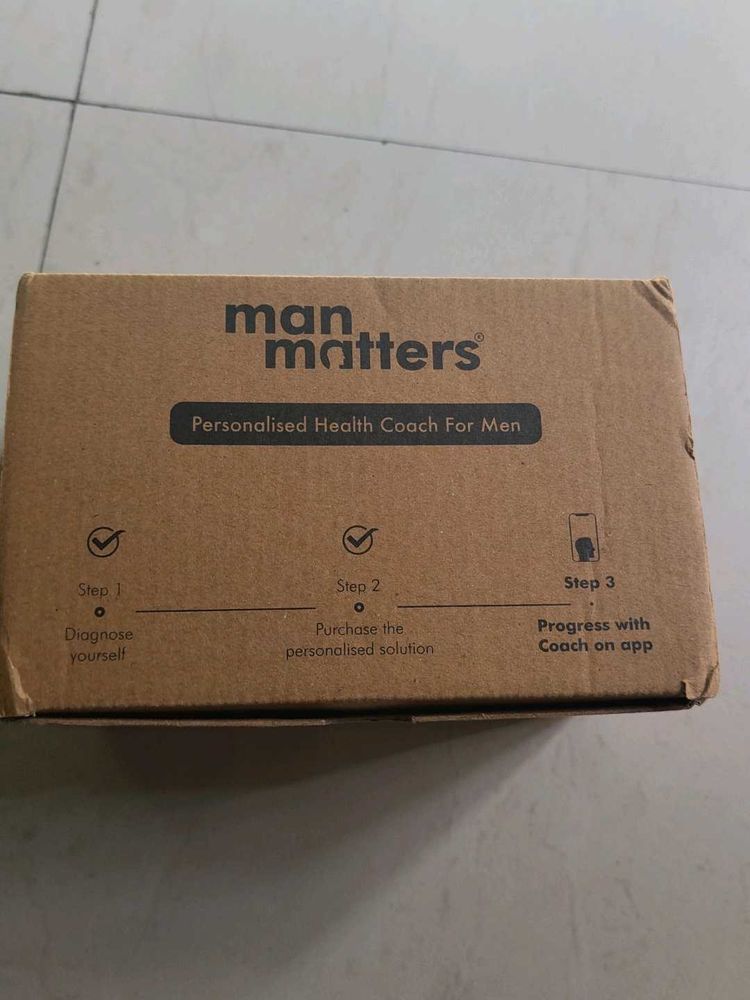 man
matters®
Personalised Health Coach For Men
Step 1
Diagnose
yourself
Step 2
Purchase the
personalised solution
Step 3
Progress with
Coach on app